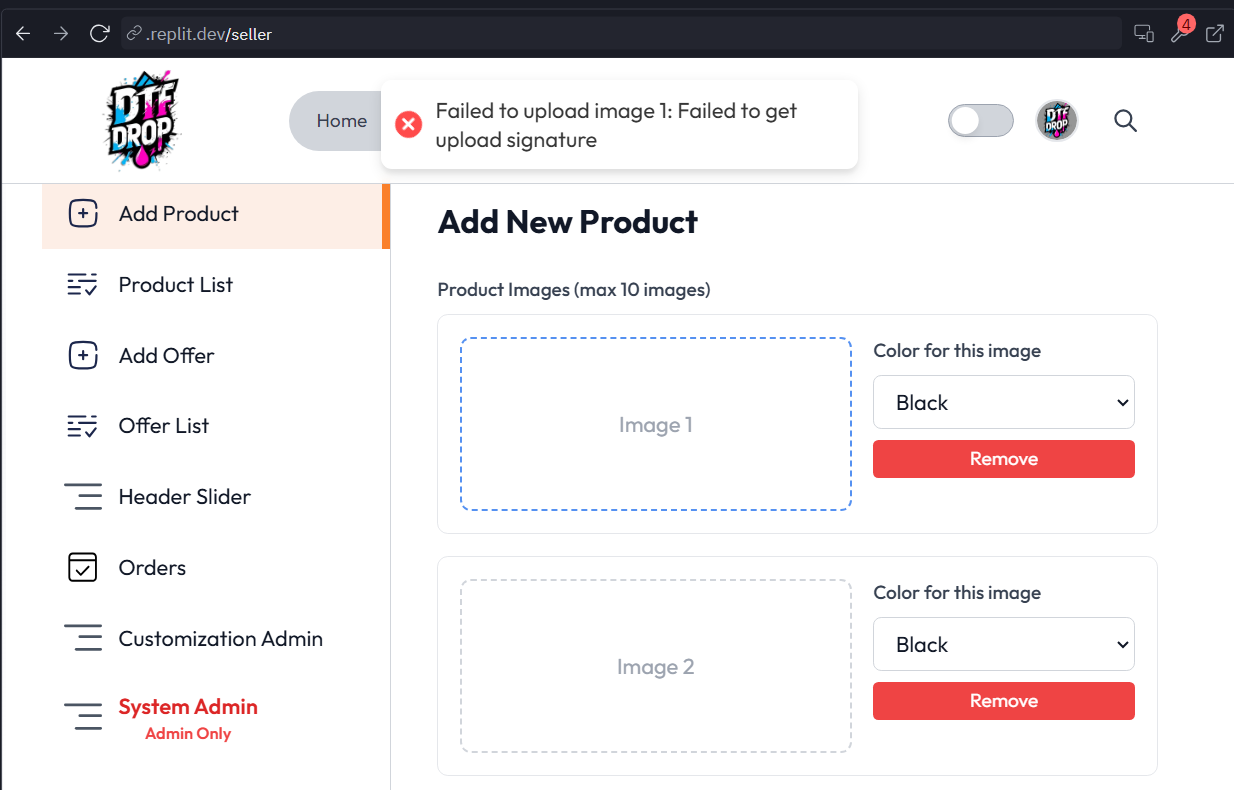 .replit.dev/seller
4
DTF
DROP
Home
Failed to upload image 1: Failed to get
upload signature
DTF
DROP
Add Product
Product List
Add Offer
Offer List
Header Slider
Orders
Customization Admin
System Admin
Admin Only
Add New Product
Product Images (max 10 images)
Image 1
Color for this image
Black
Remove
Image 2
Color for this image
Black
Remove